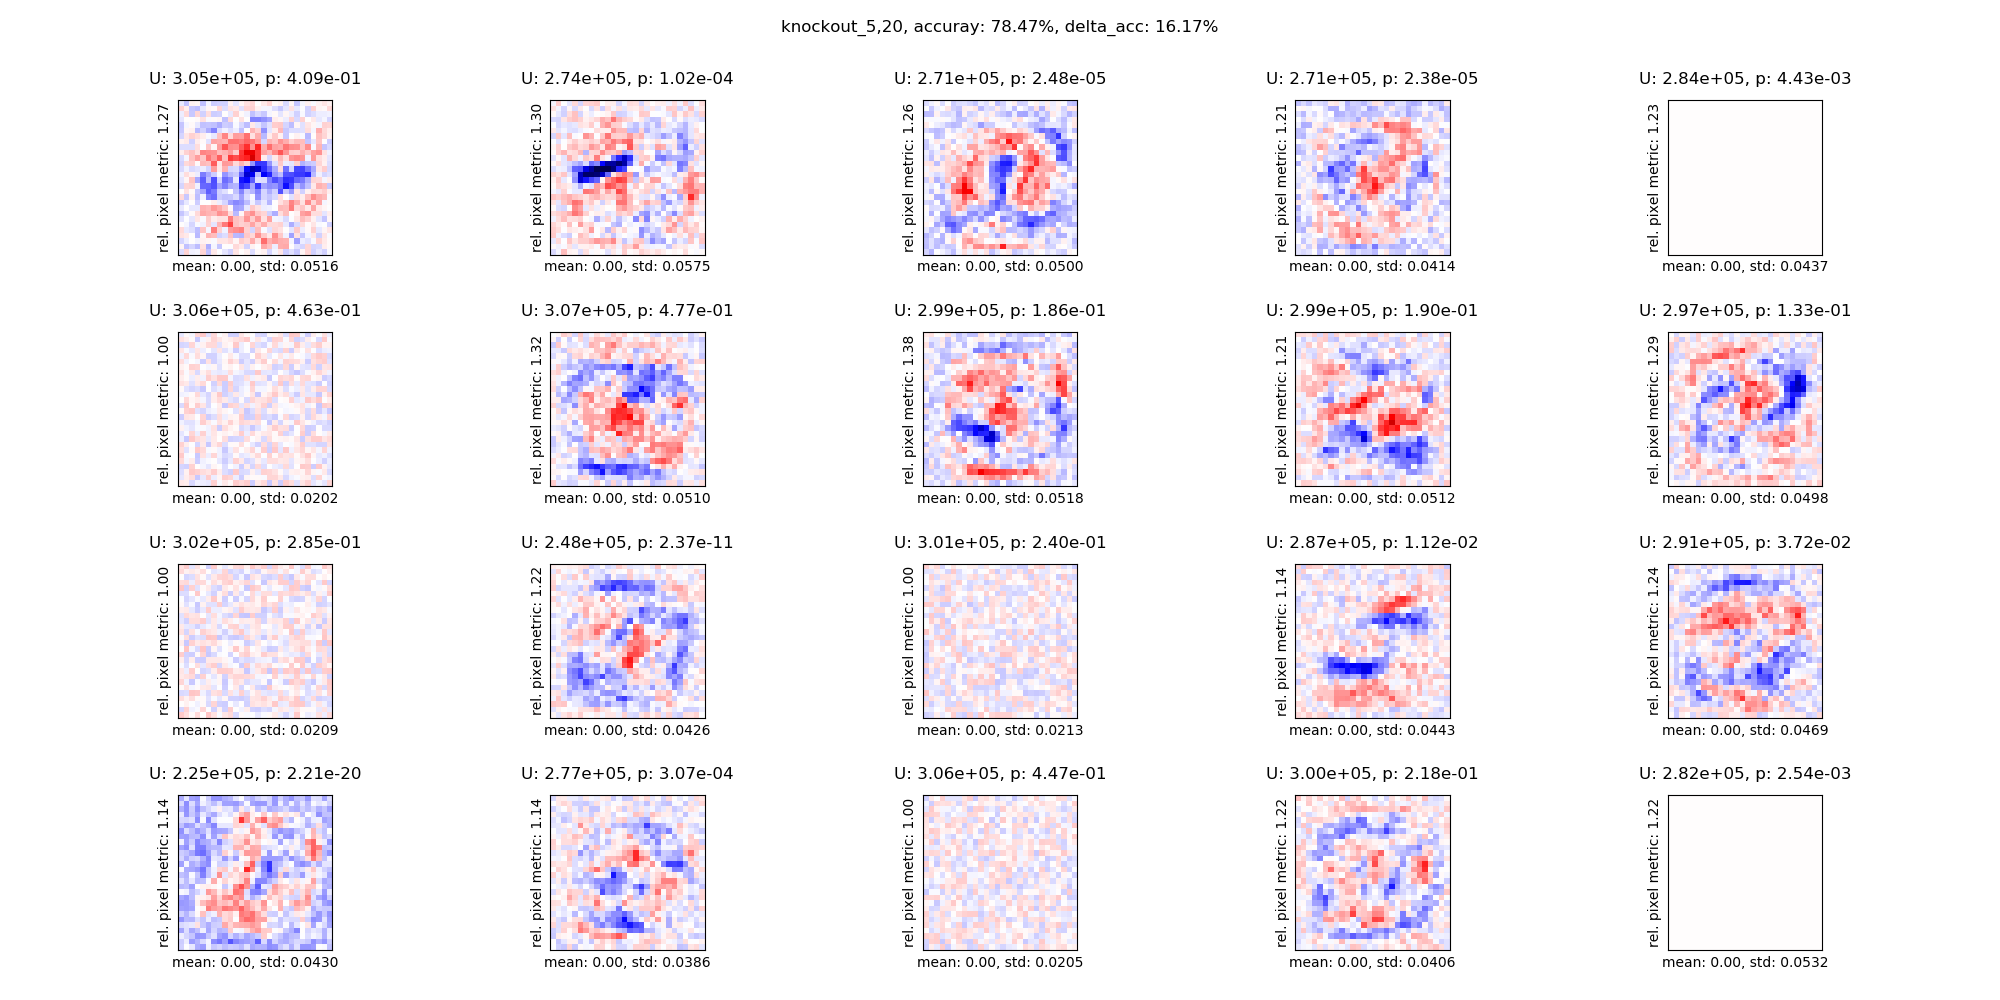 knockout_5,20, accuray: 78.47%, delta_acc: 16.17%
U: 3.05e+05, p: 4.09e-01
rel. pixel metric: 1.27
mean: 0.00, std: 0.0516
U: 2.74e+05, p: 1.02e-04
rel. pixel metric: 1.30
mean: 0.00, std: 0.0575
U: 2.71e+05, p: 2.48e-05
rel. pixel metric: 1.26
mean: 0.00, std: 0.0500
U: 2.71e+05, p: 2.38e-05
rel. pixel metric: 1.21
mean: 0.00, std: 0.0414
U: 2.84e+05, p: 4.43e-03
rel. pixel metric: 1.23
mean: 0.00, std: 0.0437
U: 3.06e+05, p: 4.63e-01
rel. pixel metric: 1.00
mean: 0.00, std: 0.0202
U: 3.07e+05, p: 4.77e-01
rel. pixel metric: 1.32
mean: 0.00, std: 0.0510
U: 2.99e+05, p: 1.86e-01
rel. pixel metric: 1.38
mean: 0.00, std: 0.0518
U: 2.99e+05, p: 1.90e-01
rel. pixel metric: 1.21
mean: 0.00, std: 0.0512
U: 2.97e+05, p: 1.33e-01
rel. pixel metric: 1.29
mean: 0.00, std: 0.0498
U: 3.02e+05, p: 2.85e-01
rel. pixel metric: 1.00
mean: 0.00, std: 0.0209
U: 2.48e+05, p: 2.37e-11
rel. pixel metric: 1.22
mean: 0.00, std: 0.0426
U: 3.01e+05, p: 2.40e-01
rel. pixel metric: 1.00
mean: 0.00, std: 0.0213
U: 2.87e+05, p: 1.12e-02
rel. pixel metric: 1.14
mean: 0.00, std: 0.0443
U: 2.91e+05, p: 3.72e-02
rel. pixel metric: 1.24
mean: 0.00, std: 0.0469
U: 2.25e+05, p: 2.21e-20
rel. pixel metric: 1.14
mean: 0.00, std: 0.0430
U: 2.77e+05, p: 3.07e-04
rel. pixel metric: 1.14
mean: 0.00, std: 0.0386
U: 3.06e+05, p: 4.47e-01
rel. pixel metric: 1.00
mean: 0.00, std: 0.0205
U: 3.00e+05, p: 2.18e-01
rel. pixel metric: 1.22
mean: 0.00, std: 0.0406
U: 2.82e+05, p: 2.54e-03
rel. pixel metric: 1.22
mean: 0.00, std: 0.0532